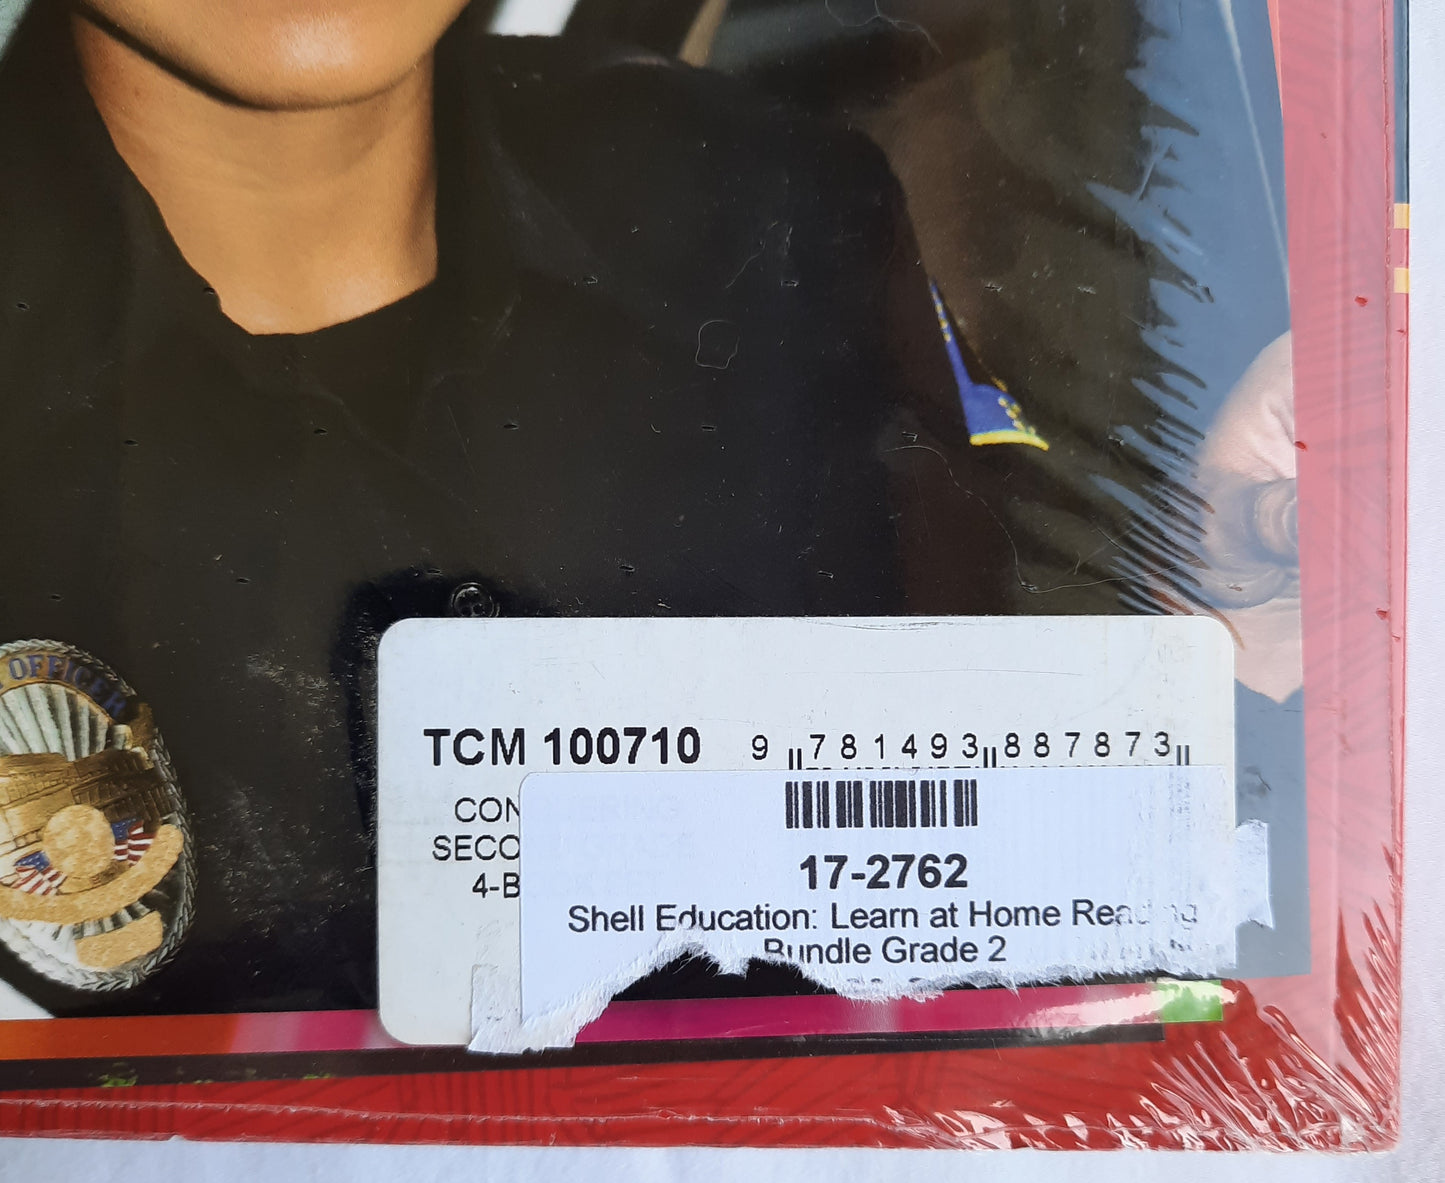 OFFICER
TCM 100710
9 781493 887873
CON
SECO
4-B
17-2762
Shell Education: Learn at Home Reading
Bundle Grade 2